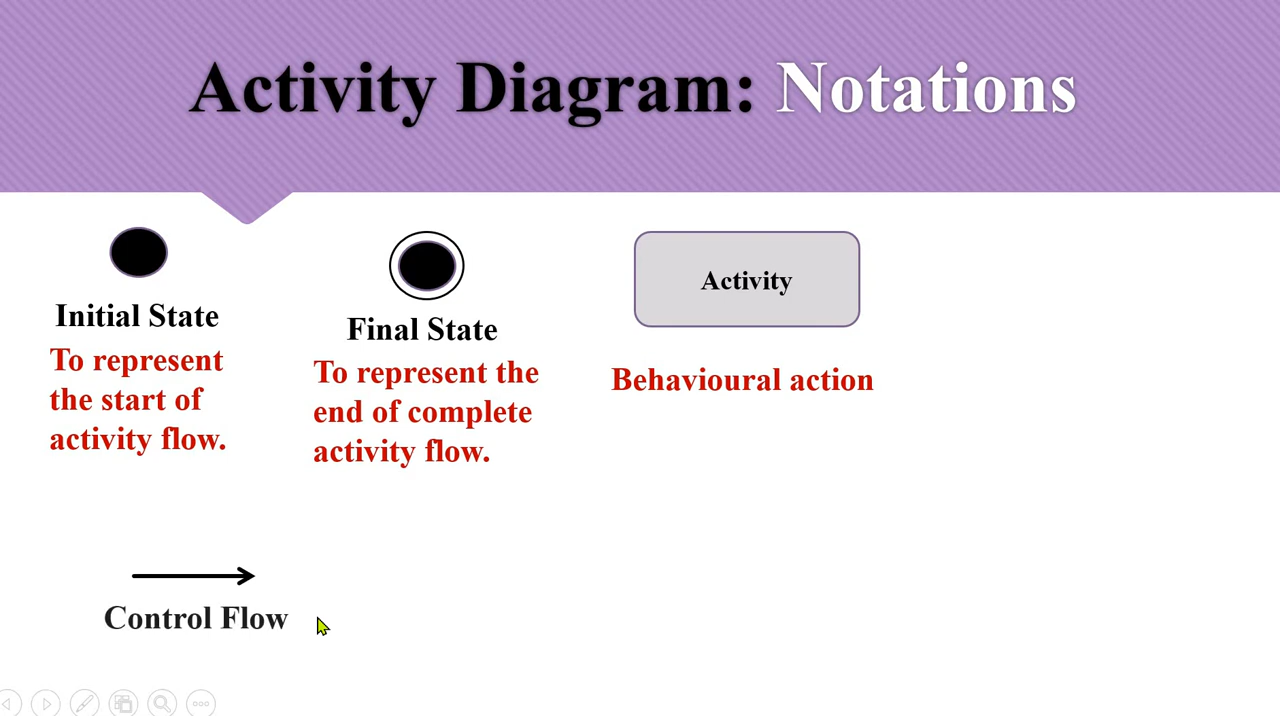 Activity Diagram: Notations
Initial State
To represent
the start of
activity flow.
Final State
To represent the
end of complete
activity flow.
Activity
Behavioural action
Control Flow